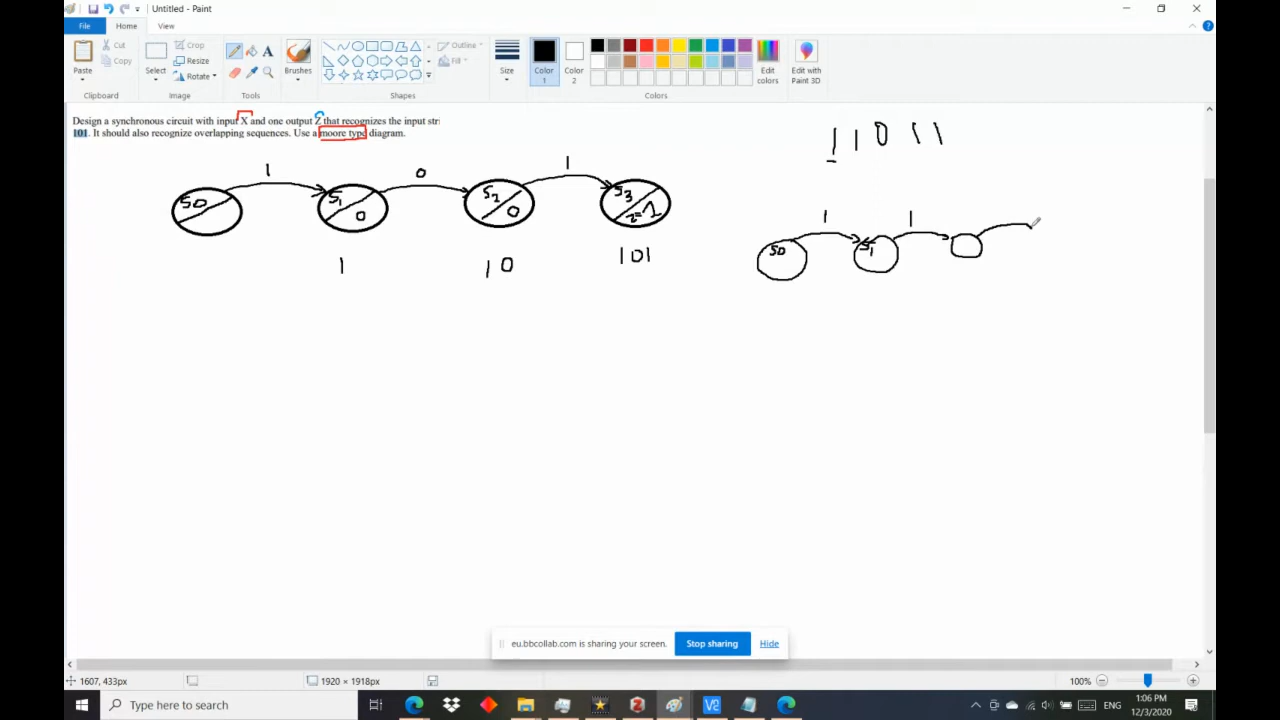 Untitled - Paint
File Home View
Paste Cut Copy Select Crop Resize Rotate Brushes Size Outline Fill Color 1 Color 2 Edit colors Edit with Paint 3D
Clipboard Image Tools Shapes Colors
Design a synchronous circuit with input X and one output Z that recognizes the input str
101. It should also recognize overlapping sequences. Use a moore type diagram.
1 1 0 1 1
1 0 1
S0 S1 0 S2 0 S3 z=1
1 10 101
1 1
S0 S1
eu.bbcollab.com is sharing your screen. Stop sharing Hide
1607, 433px 1920 × 1918px 100%
Type here to search ENG 1:06 PM
12/3/2020